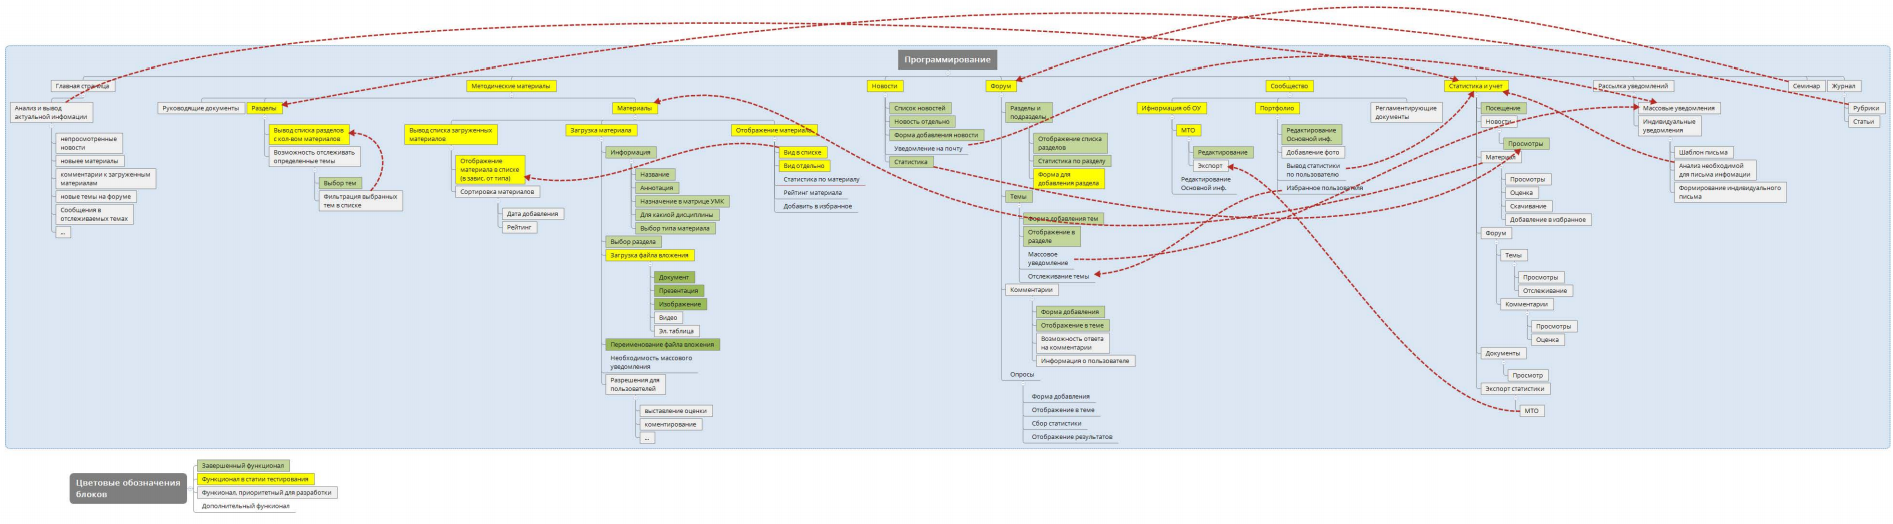 Программирование
Главная страница
Анализ и вывод
актуальной инфомации
непросмотренные
новости
новыее материалы
комментарии к загруженным
материалам
новые темы на форуме
Сообщения в
отслеживаемых темах
...
Методические материалы
Руководящие документы
Разделы
Вывод списка разделов
с кол-вом материалов
Возможность отслеживать
определенные темы
Выбор тем
Фильтрация выбранных
тем в списке
Материалы
Вывод списка загруженных
материалов
Отображение
материала в списке
(в завис. от типа)
Сортировка материалов
Дата добавления
Рейтинг
Загрузка материала
Информация
Название
Аннотация
Назначение в матрице УМК
Для какиой дисциплины
Выбор типа материала
Выбор раздела
Загрузка файла вложения
Документ
Презентация
Изображение
Видео
Эл. таблица
Переименование файла вложения
Необходимость массового
уведомления
Разрешения для
пользователей
выставление оценки
коментирование
...
Отображение материала
Вид в списке
Вид отдельно
Статистика по материалу
Рейтинг материала
Добавить в избранное
Новости
Список новостей
Новость отдельно
Форма добавления новости
Уведомление на почту
Статистика
Форум
Разделы и
подразделы
Отображение списка
разделов
Статистика по разделу
Форма для
добавления раздела
Темы
Форма добавления тем
Отображение в
разделе
Массовое
уведомление
Отслеживание темы
Комментарии
Форма добавления
Отображение в теме
Возможность ответа
на комментарии
Информация о пользователе
Опросы
Форма добавления
Отображение в теме
Сбор статистики
Отображение результатов
Сообщество
Ифнормация об ОУ
МТО
Редактирование
Экспорт
Редактирование
Основной инф.
Портфолио
Редактирование
Основной инф.
Добавление фото
Вывод статистики
по пользователю
Избранное пользователя
Регламентирующие
документы
Статистика и учет
Посещение
Новости
Просмотры
Материал
Просмотры
Оценка
Скачивание
Добавление в избранное
Форум
Темы
Просмотры
Отслеживание
Комментарии
Просмотры
Оценка
Документы
Просмотр
Экспорт статистики
МТО
Рассылка уведомлений
Массовые уведомления
Индивидуальные
уведомления
Шаблон письма
Анализ необходимой
для письма инфомации
Формирование индивидуального
письма
Семинар
Журнал
Рубрики
Статьи
Цветовые обозначения
блоков
Завершенный функционал
Функционал в статии тестирования
Функионал, приоритетный для разработки
Дополнительный функионал